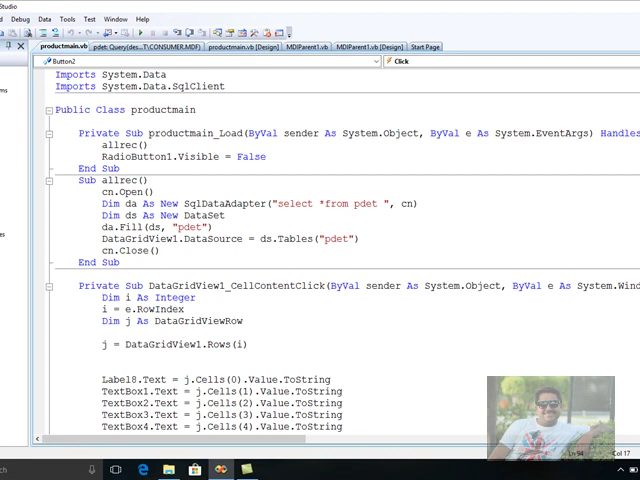 Studio
d Debug Data Tools Test Window Help
productmain.vb pdet: Query(des...T\CONSUMER.MDF) productmain.vb [Design] MDIParent1.vb MDIParent1.vb [Design] Start Page
Button2 Click
Imports System.Data
Imports System.Data.SqlClient
Public Class productmain
Private Sub productmain_Load(ByVal sender As System.Object, ByVal e As System.EventArgs) Handles
allrec()
RadioButton1.Visible = False
End Sub
Sub allrec()
cn.Open()
Dim da As New SqlDataAdapter("select *from pdet ", cn)
Dim ds As New DataSet
da.Fill(ds, "pdet")
DataGridView1.DataSource = ds.Tables("pdet")
cn.Close()
End Sub
Private Sub DataGridView1_CellContentClick(ByVal sender As System.Object, ByVal e As System.Wind
Dim i As Integer
i = e.RowIndex
Dim j As DataGridViewRow
j = DataGridView1.Rows(i)
Label8.Text = j.Cells(0).Value.ToString
TextBox1.Text = j.Cells(1).Value.ToString
TextBox2.Text = j.Cells(2).Value.ToString
TextBox3.Text = j.Cells(3).Value.ToString
TextBox4.Text = j.Cells(4).Value.ToString
Ln 94 Col 17